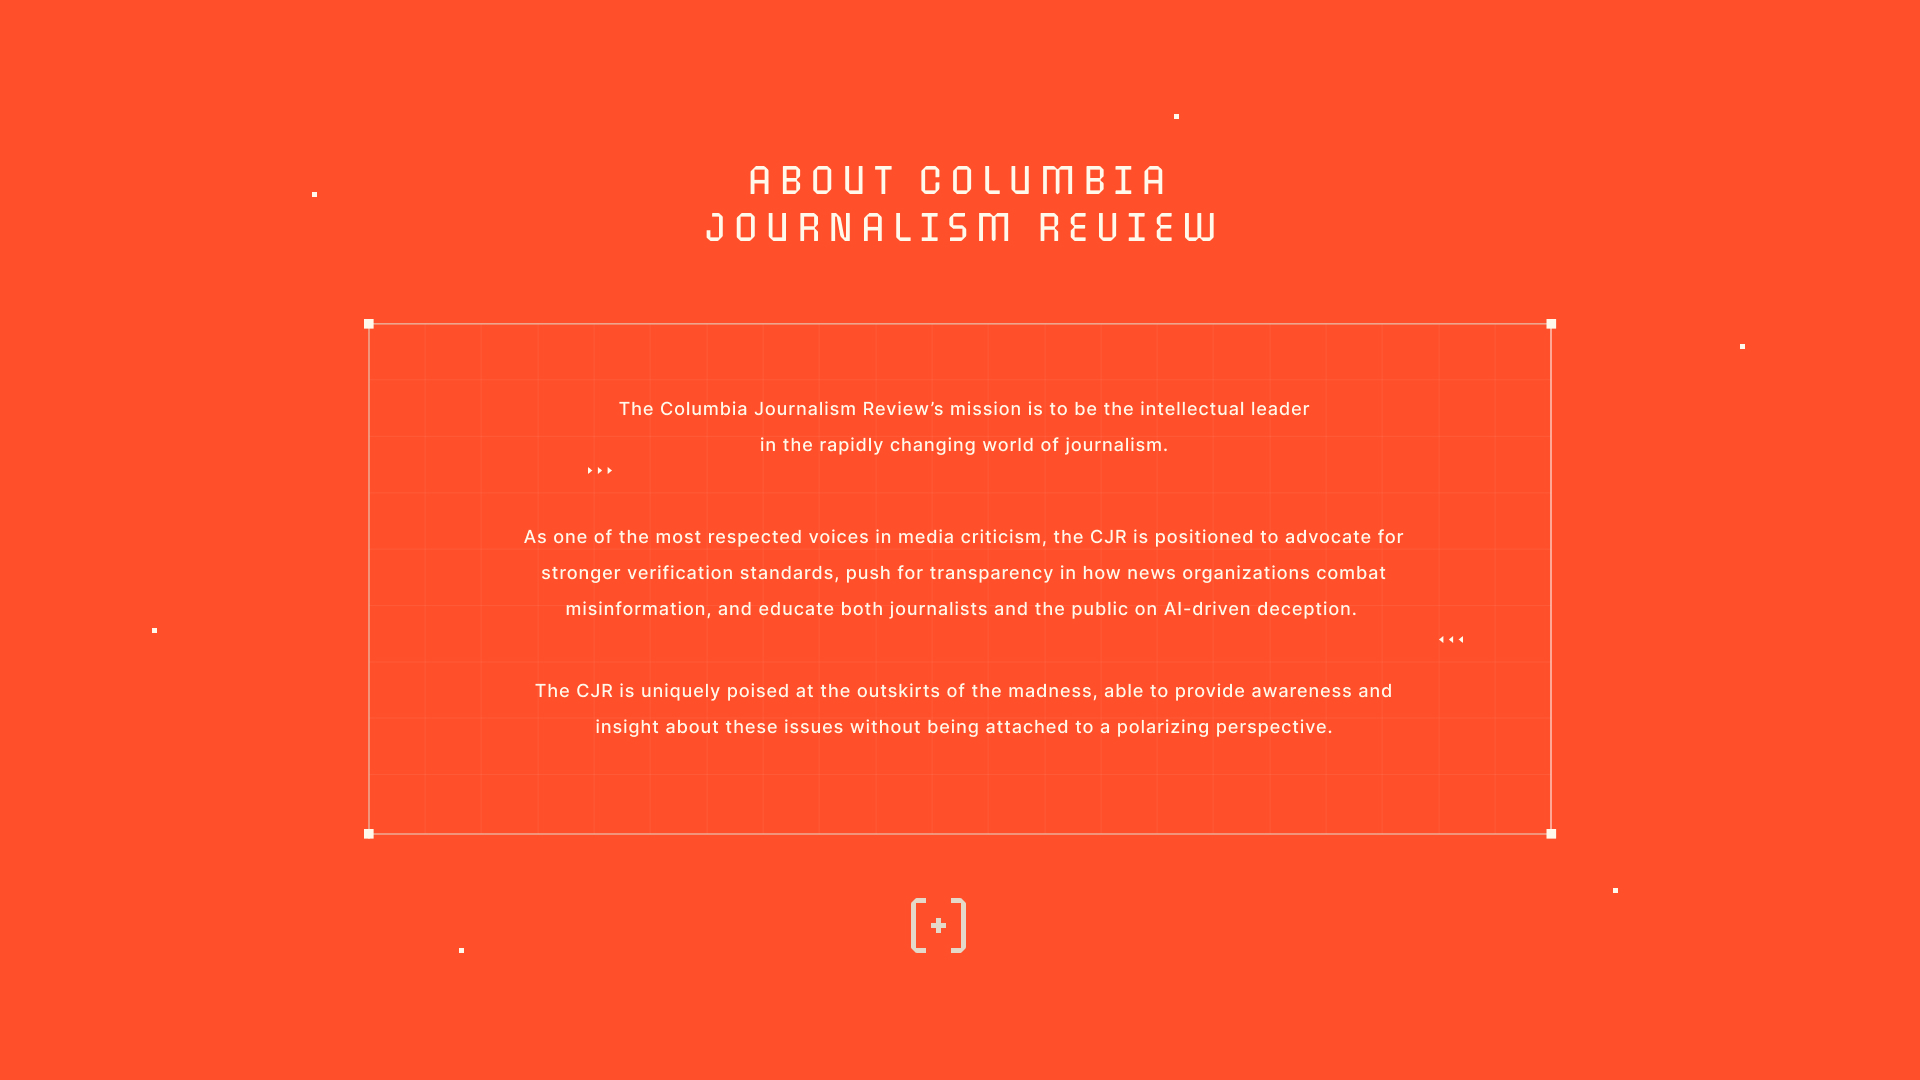 ABOUT COLUMBIA
JOURNALISM REVIEW
The Columbia Journalism Review’s mission is to be the intellectual leader
in the rapidly changing world of journalism.
As one of the most respected voices in media criticism, the CJR is positioned to advocate for
stronger verification standards, push for transparency in how news organizations combat
misinformation, and educate both journalists and the public on AI-driven deception.
The CJR is uniquely poised at the outskirts of the madness, able to provide awareness and
insight about these issues without being attached to a polarizing perspective.
[+]